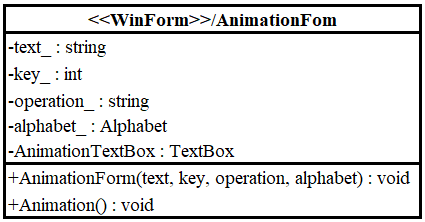 <<WinForm>>/AnimationFom
-text_ : string
-key_ : int
-operation_ : string
-alphabet_ : Alphabet
-AnimationTextBox : TextBox
+AnimationForm(text, key, operation, alphabet) : void
+Animation() : void